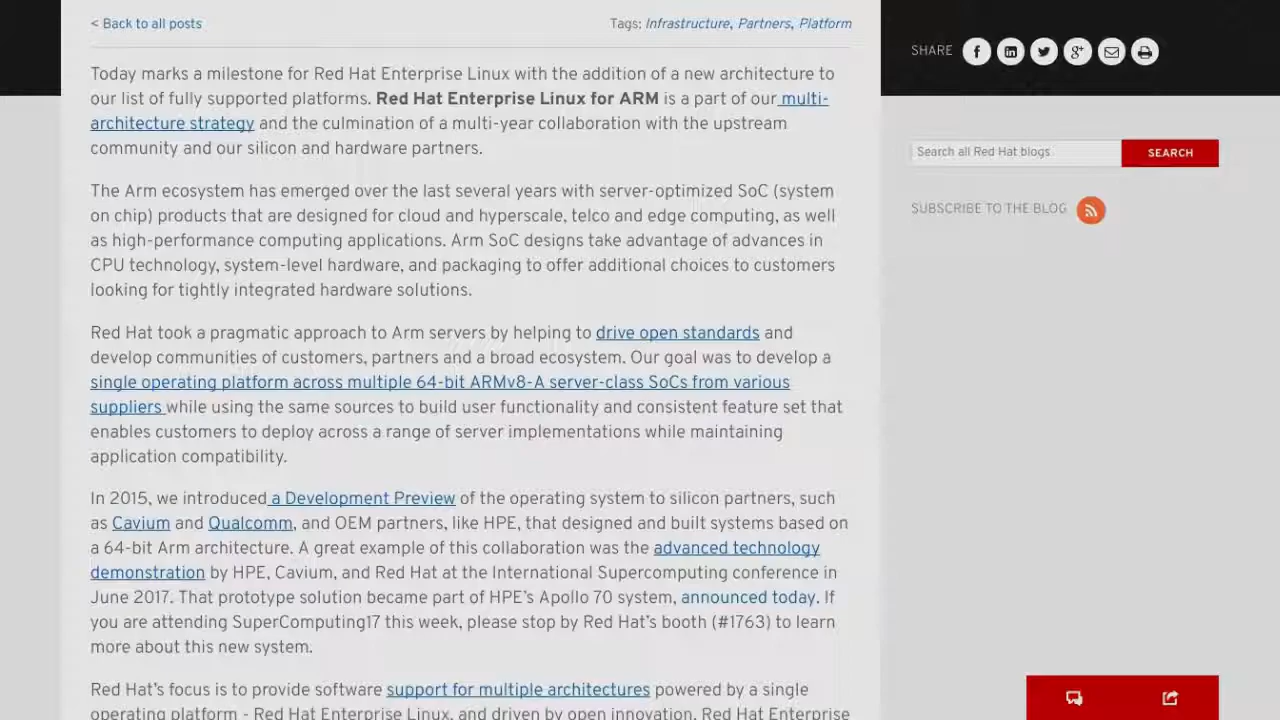 < Back to all posts
Tags: Infrastructure, Partners, Platform
SHARE
Today marks a milestone for Red Hat Enterprise Linux with the addition of a new architecture to
our list of fully supported platforms. Red Hat Enterprise Linux for ARM is a part of our multi-
architecture strategy and the culmination of a multi-year collaboration with the upstream
community and our silicon and hardware partners.
Search all Red Hat blogs
SEARCH
SUBSCRIBE TO THE BLOG
The Arm ecosystem has emerged over the last several years with server-optimized SoC (system
on chip) products that are designed for cloud and hyperscale, telco and edge computing, as well
as high-performance computing applications. Arm SoC designs take advantage of advances in
CPU technology, system-level hardware, and packaging to offer additional choices to customers
looking for tightly integrated hardware solutions.
Red Hat took a pragmatic approach to Arm servers by helping to drive open standards and
develop communities of customers, partners and a broad ecosystem. Our goal was to develop a
single operating platform across multiple 64-bit ARMv8-A server-class SoCs from various
suppliers while using the same sources to build user functionality and consistent feature set that
enables customers to deploy across a range of server implementations while maintaining
application compatibility.
In 2015, we introduced a Development Preview of the operating system to silicon partners, such
as Cavium and Qualcomm, and OEM partners, like HPE, that designed and built systems based on
a 64-bit Arm architecture. A great example of this collaboration was the advanced technology
demonstration by HPE, Cavium, and Red Hat at the International Supercomputing conference in
June 2017. That prototype solution became part of HPE's Apollo 70 system, announced today. If
you are attending SuperComputing17 this week, please stop by Red Hat's booth (#1763) to learn
more about this new system.
Red Hat's focus is to provide software support for multiple architectures powered by a single
operating platform - Red Hat Enterprise Linux, and driven by open innovation. Red Hat Enterprise